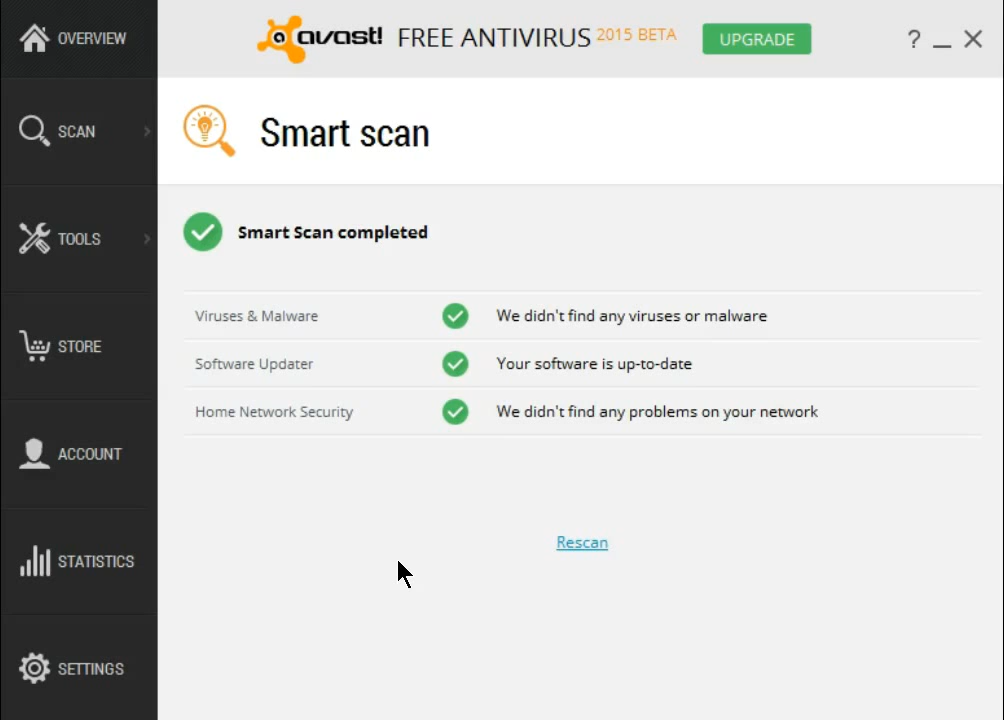 OVERVIEW
avast! FREE ANTIVIRUS 2015 BETA
UPGRADE
?
SCAN
Smart scan
TOOLS
Smart Scan completed
Viruses & Malware We didn't find any viruses or malware
STORE
Software Updater Your software is up-to-date
Home Network Security We didn't find any problems on your network
ACCOUNT
Rescan
STATISTICS
SETTINGS